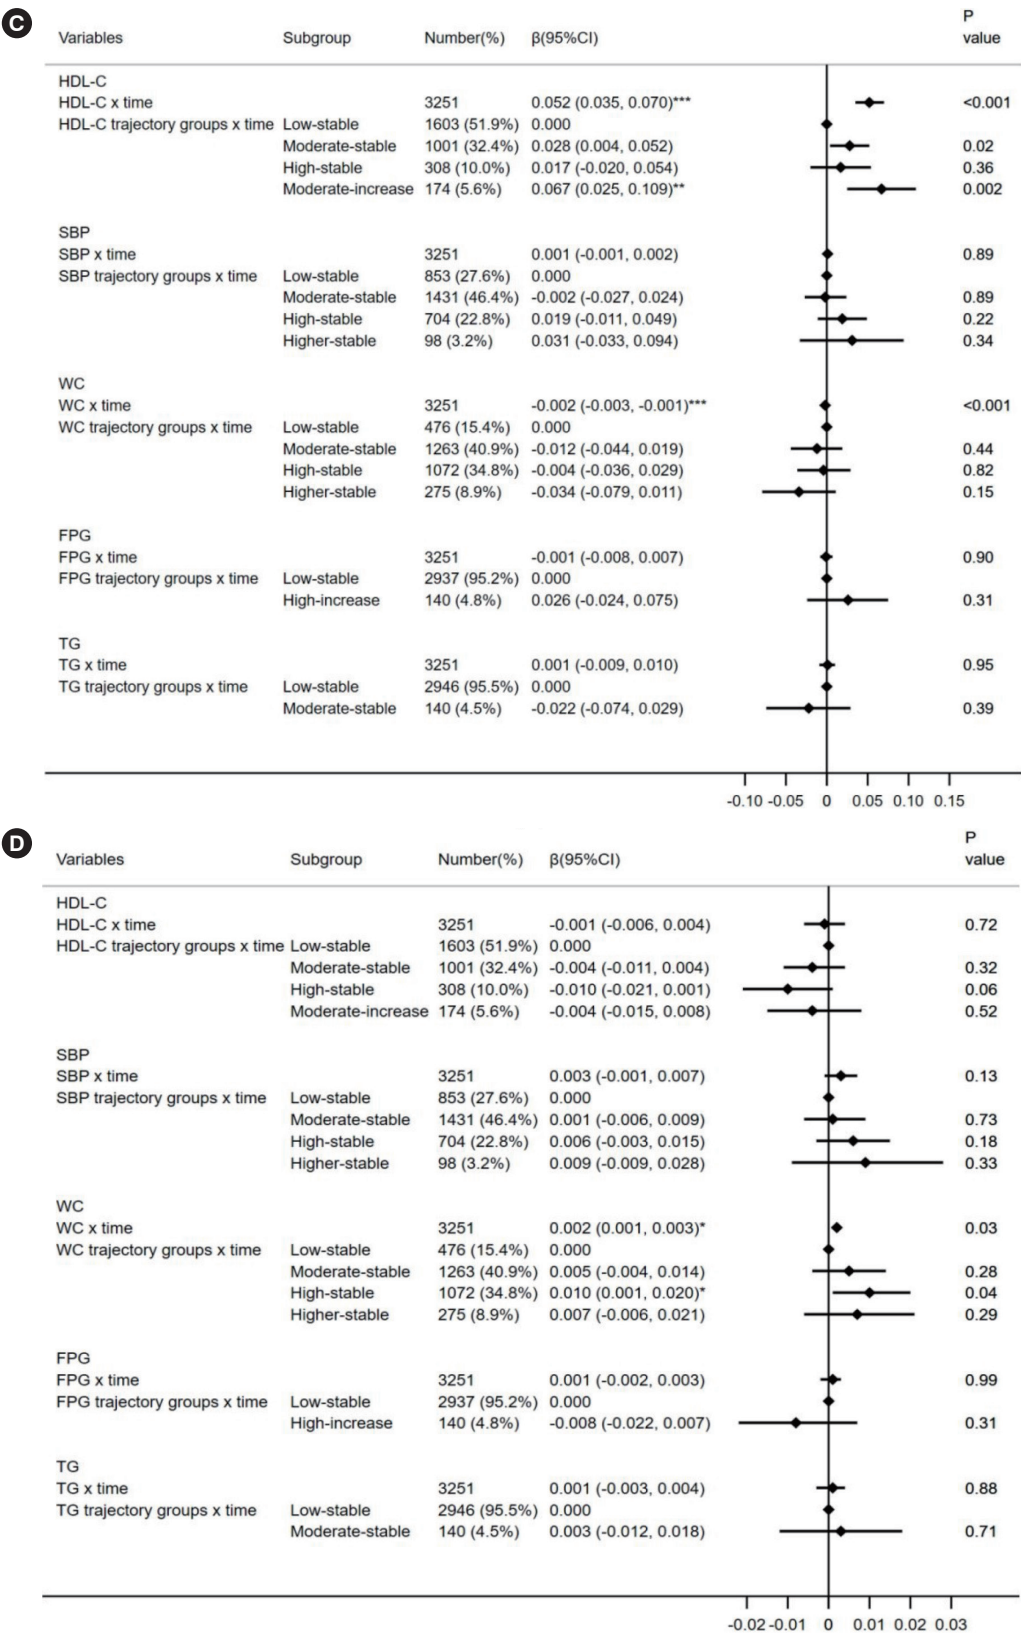 C
Variables Subgroup Number(%) β(95%CI) P value
HDL-C
HDL-C x time 3251 0.052 (0.035, 0.070)*** <0.001
HDL-C trajectory groups x time Low-stable 1603 (51.9%) 0.000
Moderate-stable 1001 (32.4%) 0.028 (0.004, 0.052) 0.02
High-stable 308 (10.0%) 0.017 (-0.020, 0.054) 0.36
Moderate-increase 174 (5.6%) 0.067 (0.025, 0.109)** 0.002
SBP
SBP x time 3251 0.001 (-0.001, 0.002) 0.89
SBP trajectory groups x time Low-stable 853 (27.6%) 0.000
Moderate-stable 1431 (46.4%) -0.002 (-0.027, 0.024) 0.89
High-stable 704 (22.8%) 0.019 (-0.011, 0.049) 0.22
Higher-stable 98 (3.2%) 0.031 (-0.033, 0.094) 0.34
WC
WC x time 3251 -0.002 (-0.003, -0.001)*** <0.001
WC trajectory groups x time Low-stable 476 (15.4%) 0.000
Moderate-stable 1263 (40.9%) -0.012 (-0.044, 0.019) 0.44
High-stable 1072 (34.8%) -0.004 (-0.036, 0.029) 0.82
Higher-stable 275 (8.9%) -0.034 (-0.079, 0.011) 0.15
FPG
FPG x time 3251 -0.001 (-0.008, 0.007) 0.90
FPG trajectory groups x time Low-stable 2937 (95.2%) 0.000
High-increase 140 (4.8%) 0.026 (-0.024, 0.075) 0.31
TG
TG x time 3251 0.001 (-0.009, 0.010) 0.95
TG trajectory groups x time Low-stable 2946 (95.5%) 0.000
Moderate-stable 140 (4.5%) -0.022 (-0.074, 0.029) 0.39
-0.10 -0.05 0 0.05 0.10 0.15
D
Variables Subgroup Number(%) β(95%CI) P value
HDL-C
HDL-C x time 3251 -0.001 (-0.006, 0.004) 0.72
HDL-C trajectory groups x time Low-stable 1603 (51.9%) 0.000
Moderate-stable 1001 (32.4%) -0.004 (-0.011, 0.004) 0.32
High-stable 308 (10.0%) -0.010 (-0.021, 0.001) 0.06
Moderate-increase 174 (5.6%) -0.004 (-0.015, 0.008) 0.52
SBP
SBP x time 3251 0.003 (-0.001, 0.007) 0.13
SBP trajectory groups x time Low-stable 853 (27.6%) 0.000
Moderate-stable 1431 (46.4%) 0.001 (-0.006, 0.009) 0.73
High-stable 704 (22.8%) 0.006 (-0.003, 0.015) 0.18
Higher-stable 98 (3.2%) 0.009 (-0.009, 0.028) 0.33
WC
WC x time 3251 0.002 (0.001, 0.003)* 0.03
WC trajectory groups x time Low-stable 476 (15.4%) 0.000
Moderate-stable 1263 (40.9%) 0.005 (-0.004, 0.014) 0.28
High-stable 1072 (34.8%) 0.010 (0.001, 0.020)* 0.04
Higher-stable 275 (8.9%) 0.007 (-0.006, 0.021) 0.29
FPG
FPG x time 3251 0.001 (-0.002, 0.003) 0.99
FPG trajectory groups x time Low-stable 2937 (95.2%) 0.000
High-increase 140 (4.8%) -0.008 (-0.022, 0.007) 0.31
TG
TG x time 3251 0.001 (-0.003, 0.004) 0.88
TG trajectory groups x time Low-stable 2946 (95.5%) 0.000
Moderate-stable 140 (4.5%) 0.003 (-0.012, 0.018) 0.71
-0.02 -0.01 0 0.01 0.02 0.03